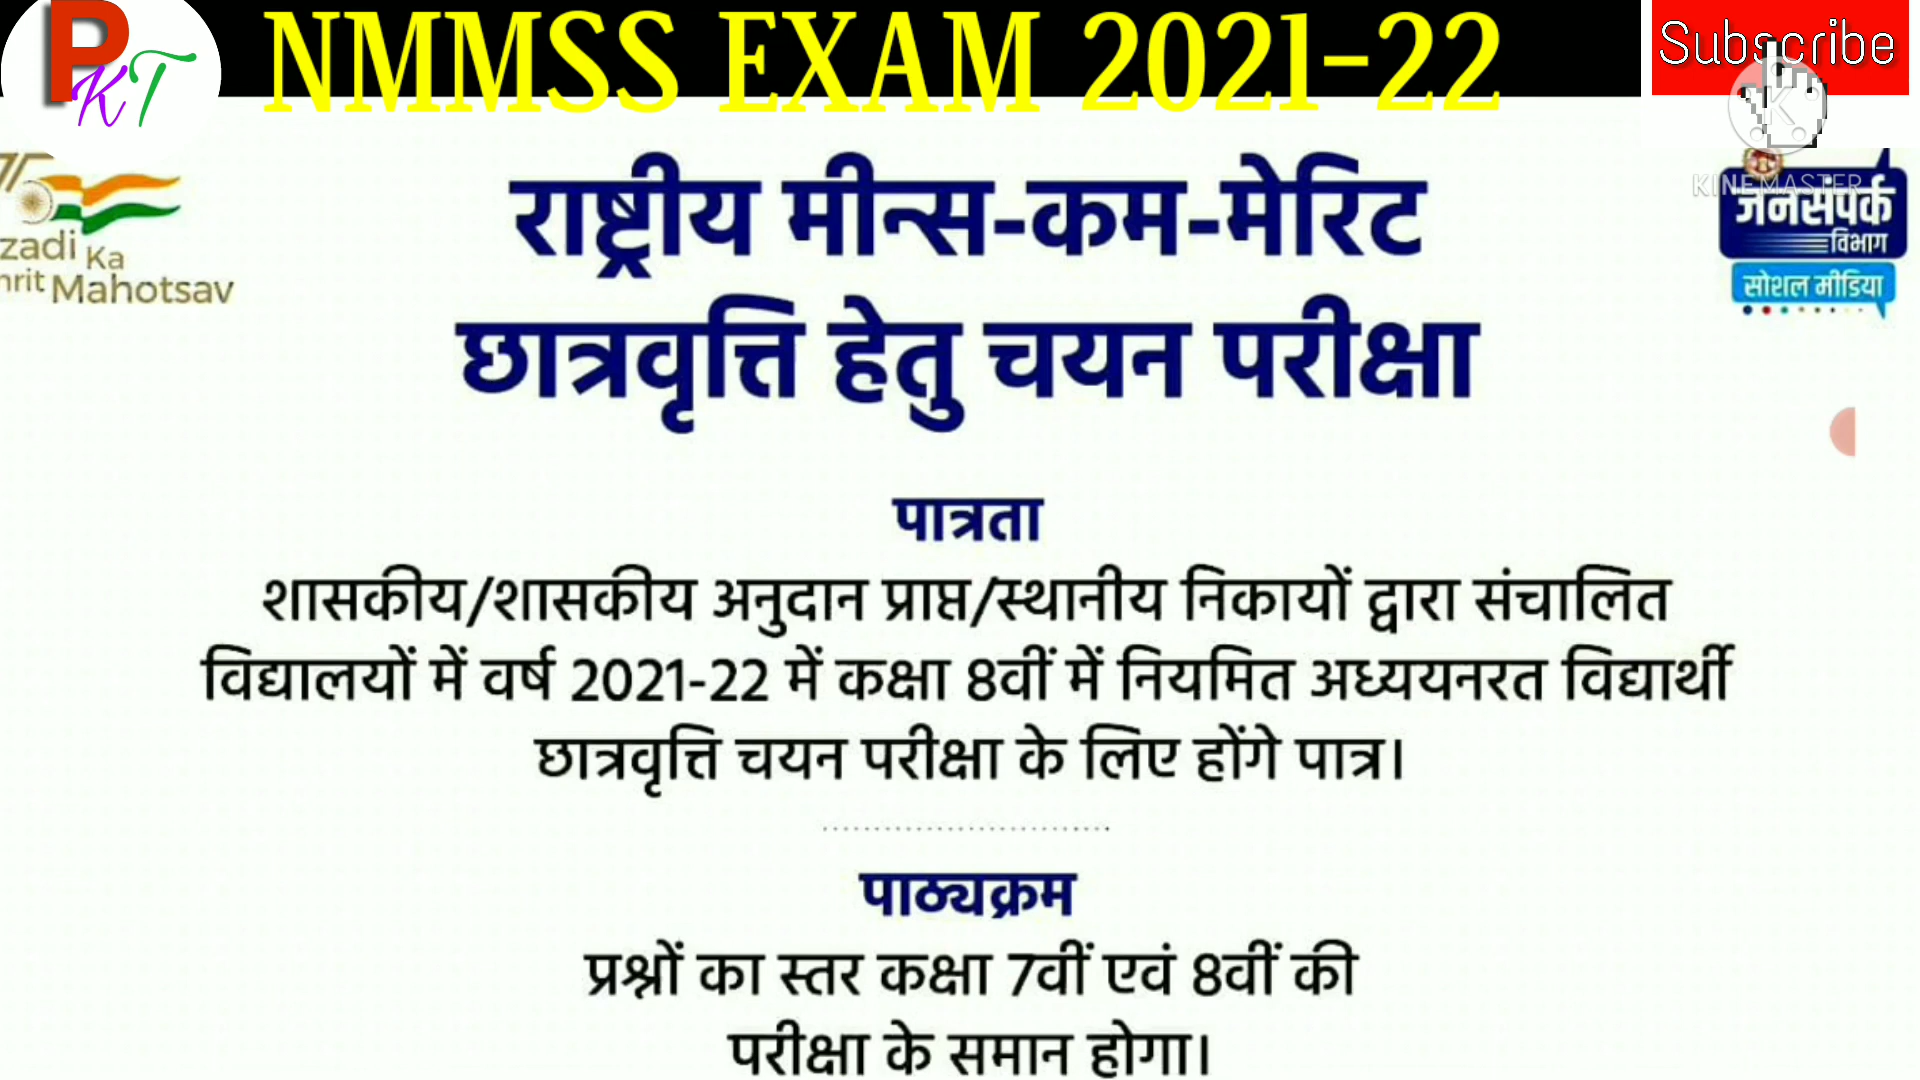 PKT
NMMSS EXAM 2021-22
Subscribe
KINEMASTER
zadi Ka
Mahotsav
जनसंपर्क
विभाग
सोशल मीडिया
राष्ट्रीय मीन्स-कम-मेरिट
छात्रवृत्ति हेतु चयन परीक्षा
पात्रता
शासकीय/शासकीय अनुदान प्राप्त/स्थानीय निकायों द्वारा संचालित
विद्यालयों में वर्ष 2021-22 में कक्षा 8वीं में नियमित अध्ययनरत विद्यार्थी
छात्रवृत्ति चयन परीक्षा के लिए होंगे पात्र।
पाठ्यक्रम
प्रश्नों का स्तर कक्षा 7वीं एवं 8वीं की
परीक्षा के समान होगा।